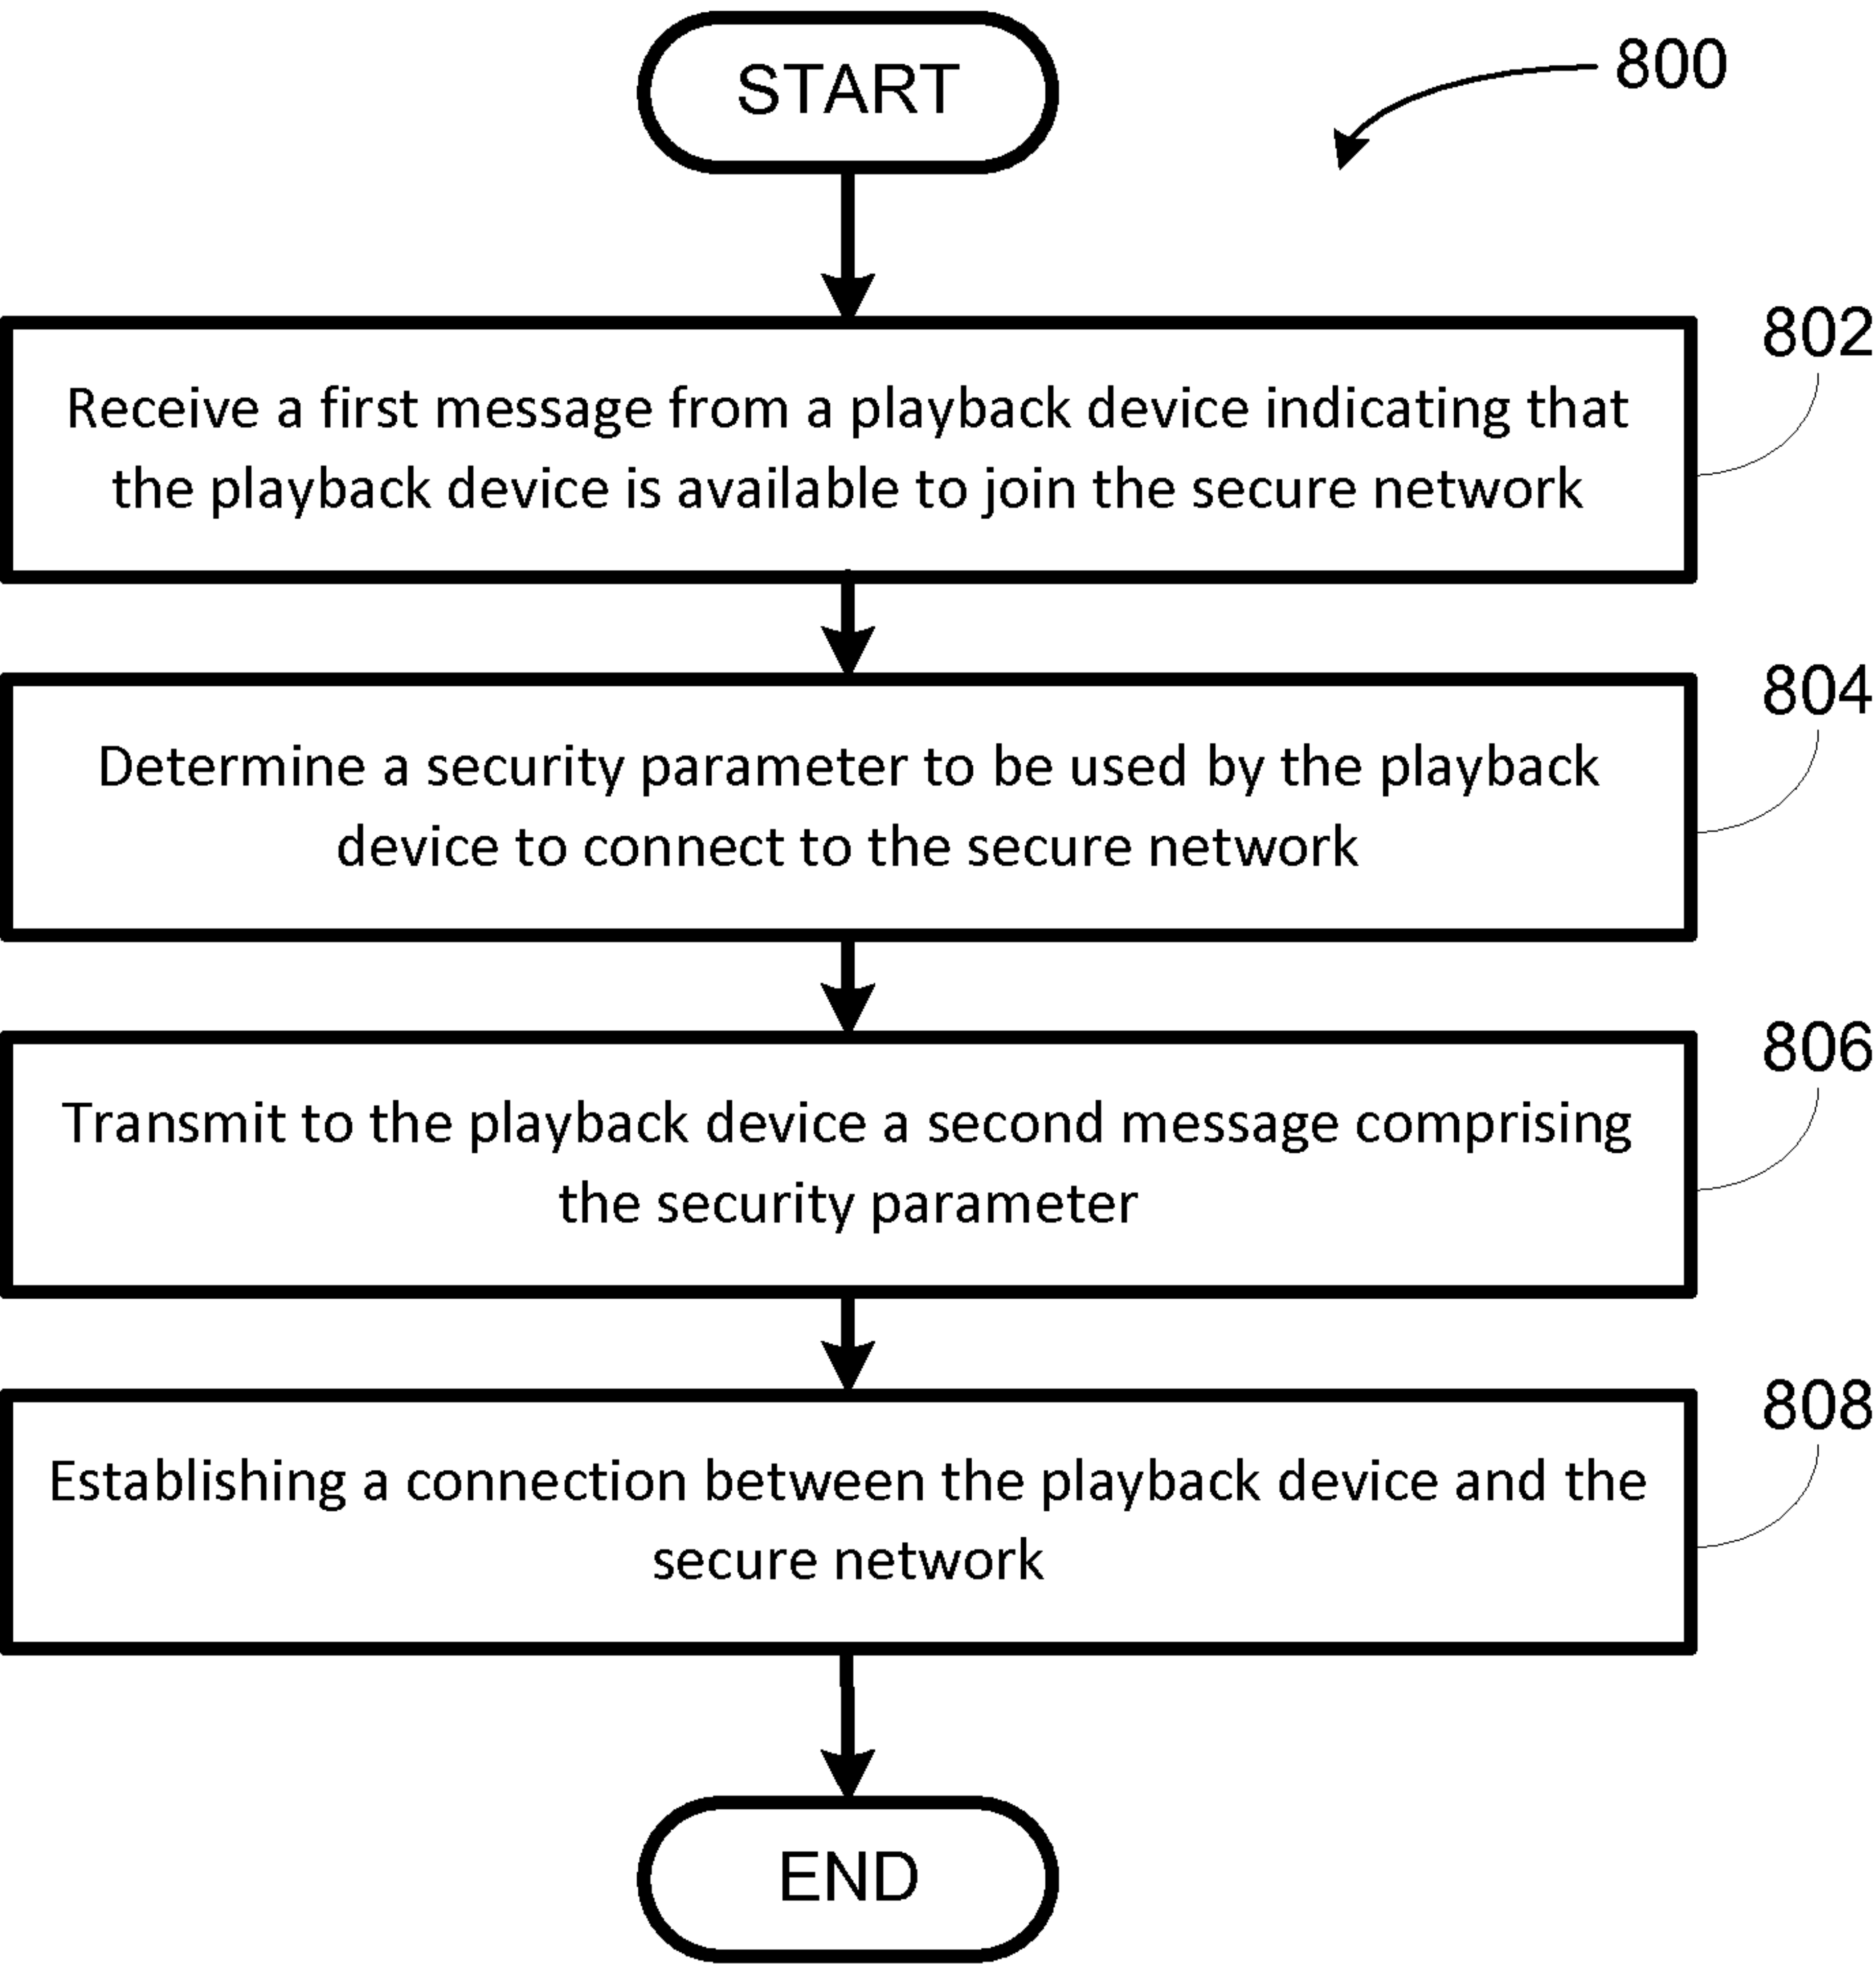 START
800
802
Receive a first message from a playback device indicating that
the playback device is available to join the secure network
804
Determine a security parameter to be used by the playback
device to connect to the secure network
806
Transmit to the playback device a second message comprising
the security parameter
808
Establishing a connection between the playback device and the
secure network
END